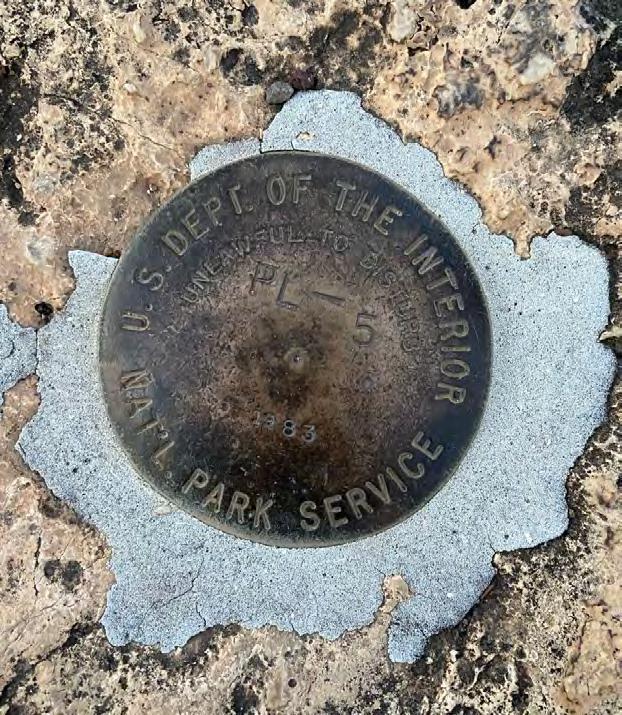 U. S. DEPT. OF THE INTERIOR
UNLAWFUL TO DISTURB
PL-5
1983
NAT'L. PARK SERVICE